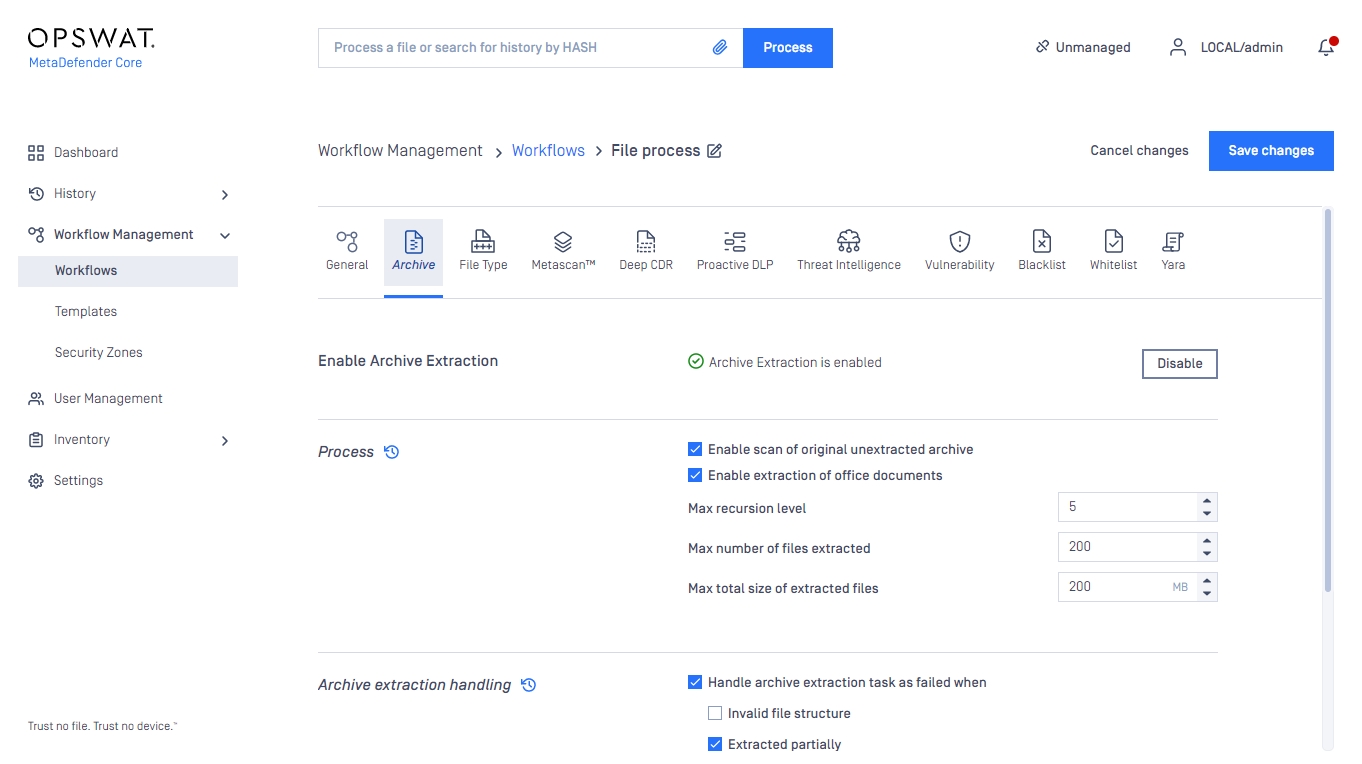 OPSWAT.
MetaDefender Core
Process a file or search for history by HASH
Process
Unmanaged
LOCAL/admin
Dashboard
History
Workflow Management
Workflows
Templates
Security Zones
User Management
Inventory
Settings
Trust no file. Trust no device.™
Workflow Management > Workflows > File process
Cancel changes
Save changes
General
Archive
File Type
Metascan™
Deep CDR
Proactive DLP
Threat Intelligence
Vulnerability
Blacklist
Whitelist
Yara
Enable Archive Extraction
Archive Extraction is enabled
Disable
Process
Enable scan of original unextracted archive
Enable extraction of office documents
Max recursion level
5
Max number of files extracted
200
Max total size of extracted files
200 MB
Archive extraction handling
Handle archive extraction task as failed when
Invalid file structure
Extracted partially